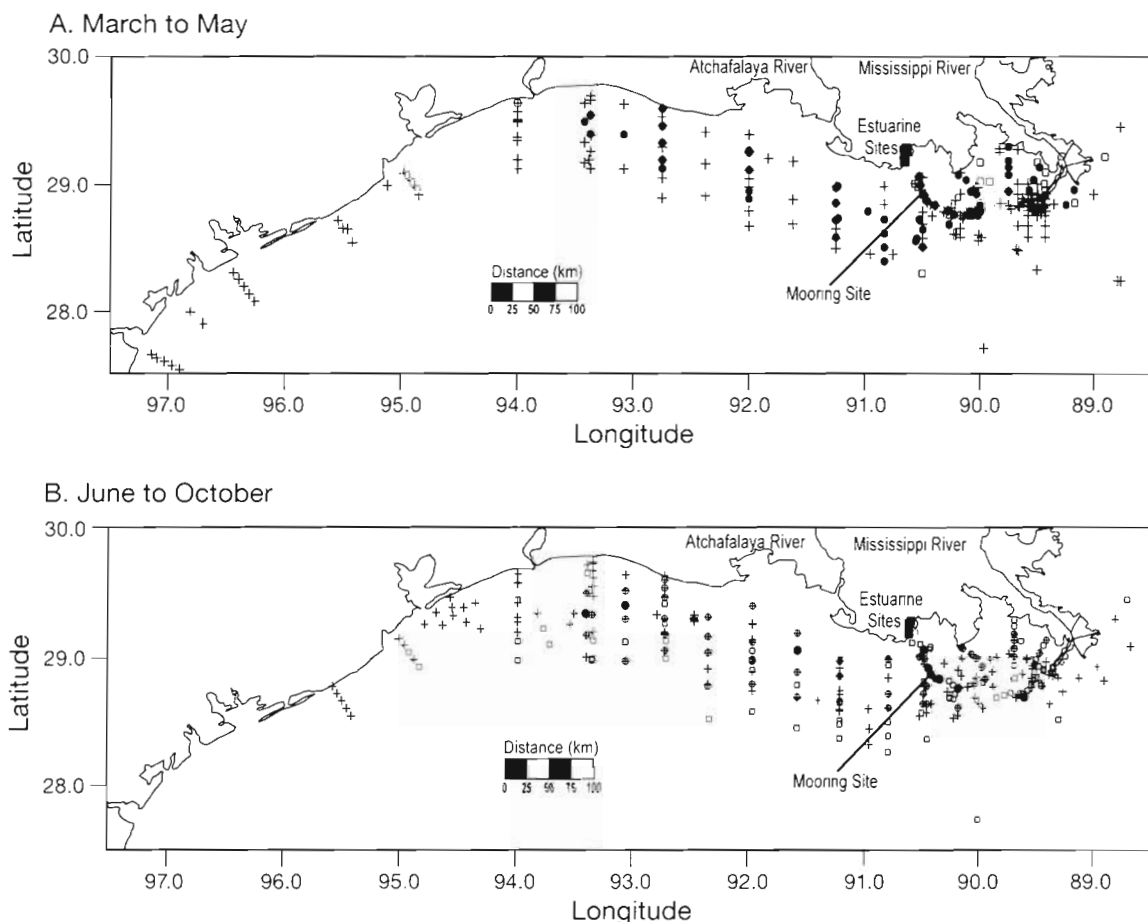 A. March to May
30.0
Atchafalaya River
Mississippi River
Estuarine
Sites
29.0
Latitude
Distance (km)
0 25 50 75 100
Mooring Site
28.0
97.0 96.0 95.0 94.0 93.0 92.0 91.0 90.0 89.0
Longitude
B. June to October
30.0
Atchafalaya River
Mississippi River
Estuarine
Sites
29.0
Latitude
Distance (km)
0 25 50 75 100
Mooring Site
28.0
97.0 96.0 95.0 94.0 93.0 92.0 91.0 90.0 89.0
Longitude